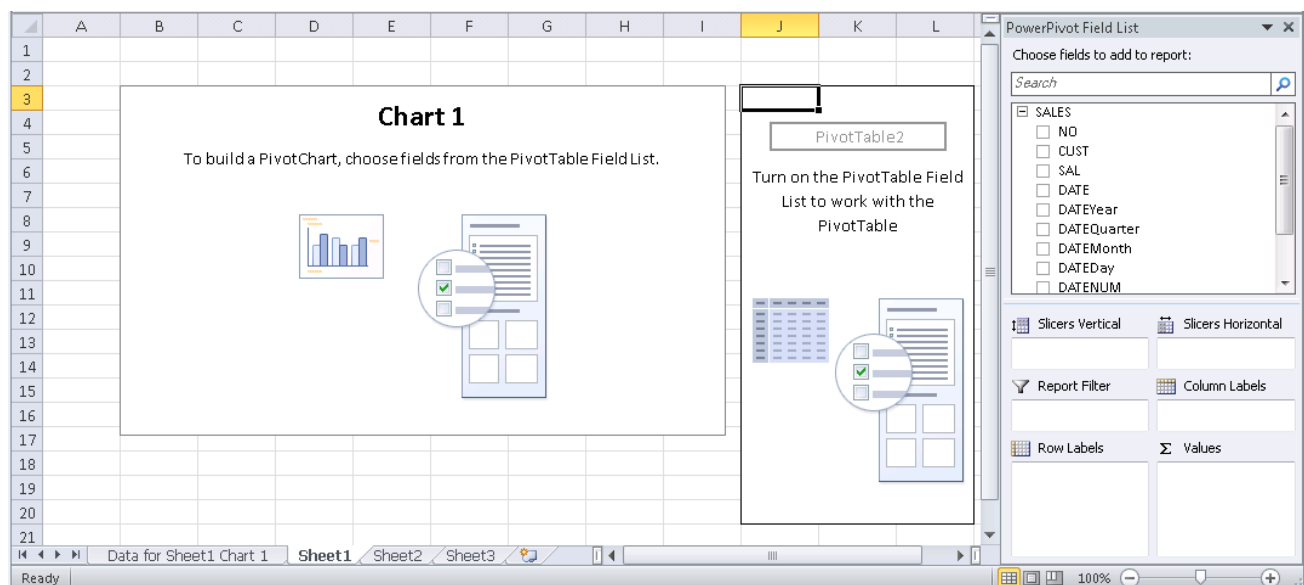 A B C D E F G H I J K L
1
2
3
4
5
6
7
8
9
10
11
12
13
14
15
16
17
18
19
20
21
Chart 1
To build a PivotChart, choose fields from the PivotTable Field List.
PivotTable2
Turn on the PivotTable Field
List to work with the
PivotTable
PowerPivot Field List
Choose fields to add to report:
Search
SALES
NO
CUST
SAL
DATE
DATEYear
DATEQuarter
DATEMonth
DATEDay
DATENUM
Slicers Vertical
Slicers Horizontal
Report Filter
Column Labels
Row Labels
Σ Values
Data for Sheet1 Chart 1 Sheet1 Sheet2 Sheet3
Ready
100%